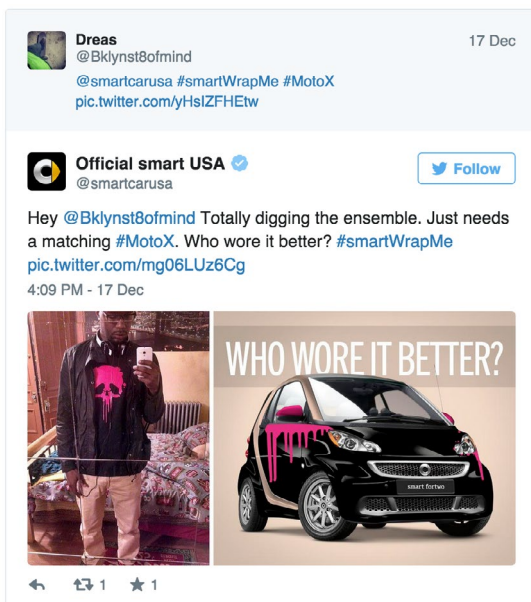 Dreas
17 Dec
@Bklynst8ofmind
@smartcarusa #smartWrapMe #MotoX
pic.twitter.com/yHsIZFHEtw
Official smart USA
Follow
@smartcarusa
Hey @Bklynst8ofmind Totally digging the ensemble. Just needs
a matching #MotoX. Who wore it better? #smartWrapMe
pic.twitter.com/mg06LUz6Cg
4:09 PM - 17 Dec
WHO WORE IT BETTER?
smart fortwo
1
1